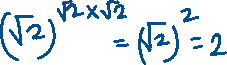 (√2)^{√2 × √2} = (√2)^2 = 2